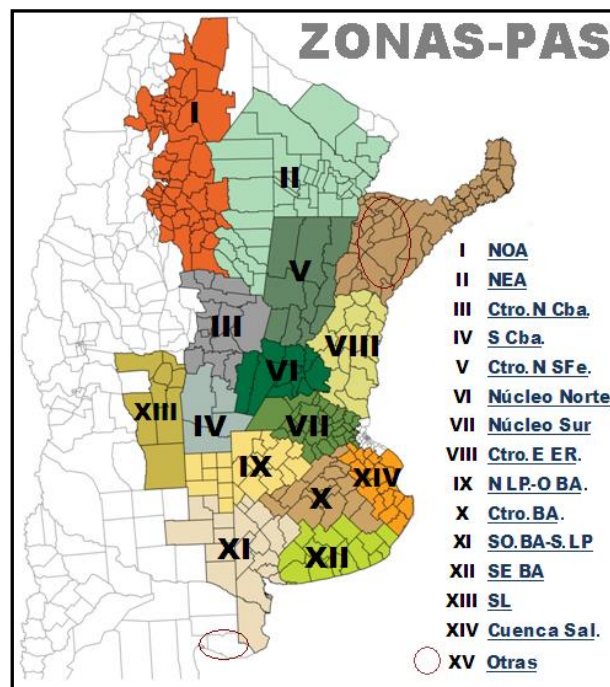 ZONAS-PAS
I
II
V
III
VIII
VI
XIII
IV
VII
IX
XIV
X
XI
XII
I NOA
II NEA
III Ctro.N Cba.
IV S Cba.
V Ctro.N SFe.
VI Núcleo Norte
VII Núcleo Sur
VIII Ctro.E ER.
IX N LP.-O BA.
X Ctro.BA.
XI SO.BA-S.LP
XII SE BA
XIII SL
XIV Cuenca Sal.
XV Otras